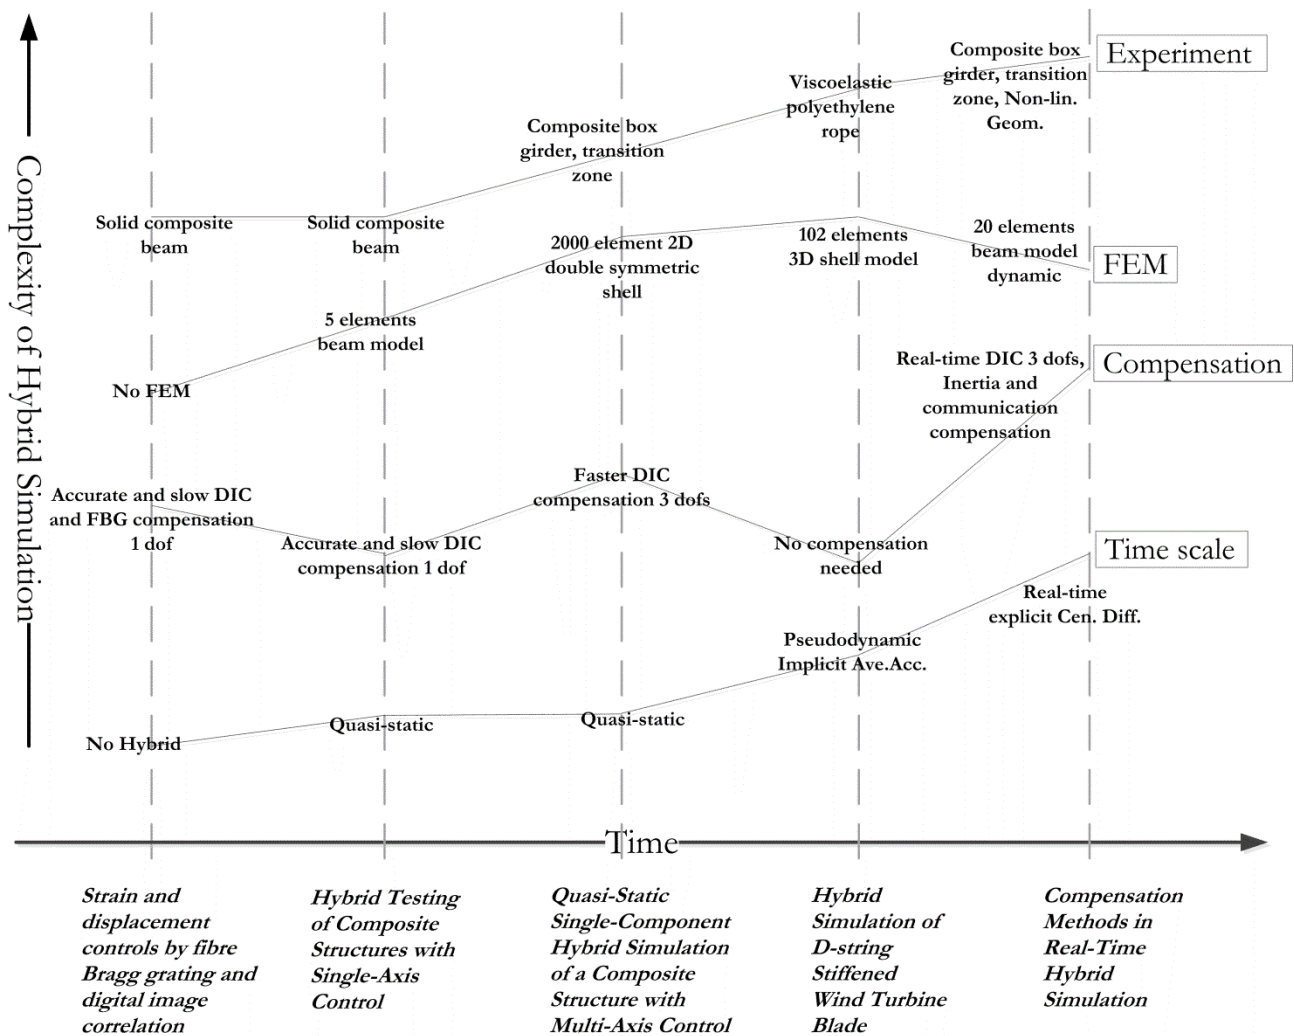 Complexity of Hybrid Simulation
Composite box
girder, transition
zone, Non-lin.
Geom.
Experiment
Viscoelastic
polyethylene
rope
Composite box
girder, transition
zone
Solid composite
beam
Solid composite
beam
20 elements
beam model
dynamic
FEM
102 elements
3D shell model
2000 element 2D
double symmetric
shell
5 elements
beam model
No FEM
Real-time DIC 3 dofs,
Inertia and
communication
compensation
Compensation
Accurate and slow DIC
and FBG compensation
1 dof
Accurate and slow DIC
compensation 1 dof
Faster DIC
compensation 3 dofs
No compensation
needed
Time scale
Real-time
explicit Cen. Diff.
Pseudodynamic
Implicit Ave.Acc.
No Hybrid
Quasi-static
Quasi-static
Time
Strain and
displacement
controls by fibre
Bragg grating and
digital image
correlation
Hybrid Testing
of Composite
Structures with
Single-Axis
Control
Quasi-Static
Single-Component
Hybrid Simulation
of a Composite
Structure with
Multi-Axis Control
Hybrid
Simulation of
D-string
Stiffened
Wind Turbine
Blade
Compensation
Methods in
Real-Time
Hybrid
Simulation